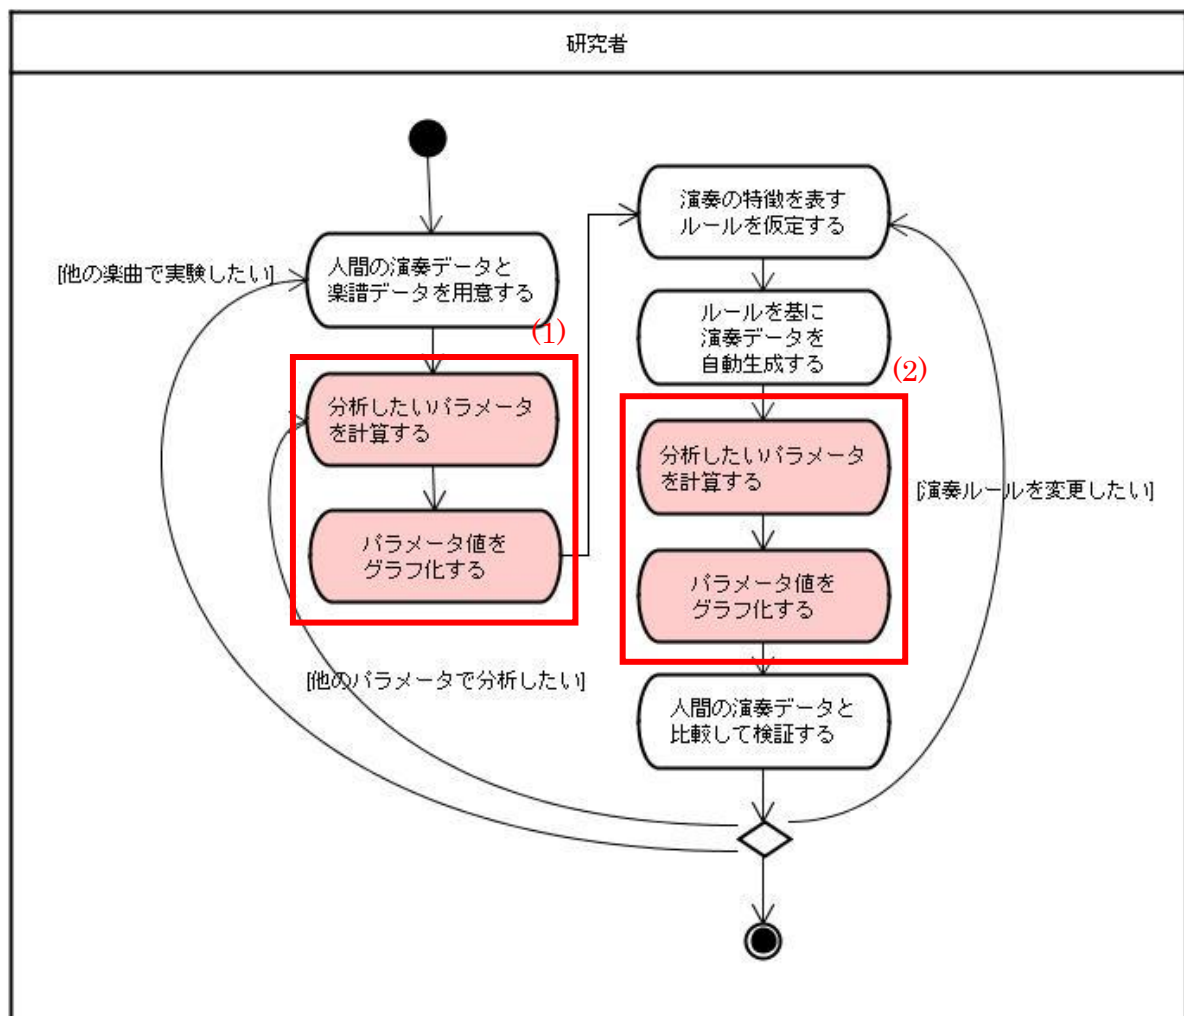 研究者
[他の楽曲で実験したい]
人間の演奏データと
楽譜データを用意する
(1)
分析したいパラメータ
を計算する
パラメータ値を
グラフ化する
[他のパラメータで分析したい]
演奏の特徴を表す
ルールを仮定する
ルールを基に
演奏データを
自動生成する
(2)
分析したいパラメータ
を計算する
[演奏ルールを変更したい]
パラメータ値を
グラフ化する
人間の演奏データと
比較して検証する